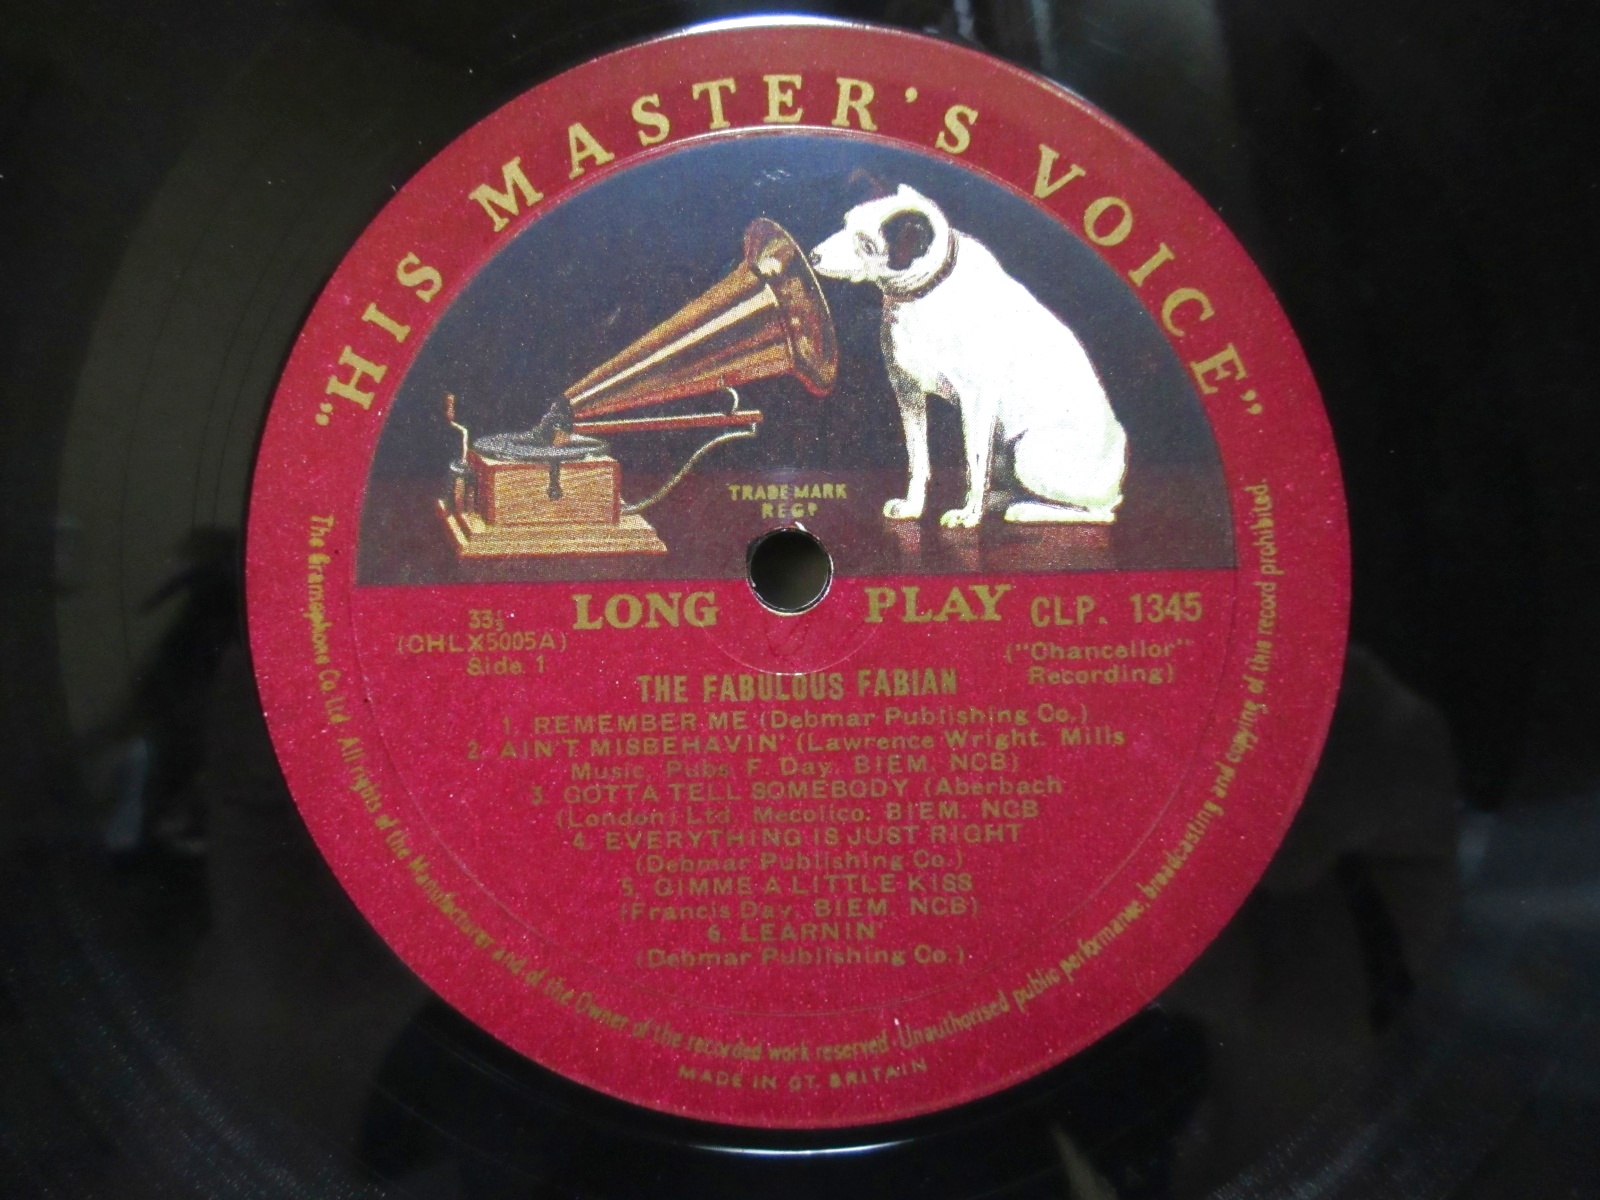 "HIS MASTER'S VOICE"
TRADE MARK
REGD
LONG PLAY
33⅓
(CHLX5005A)
Side 1
CLP. 1345
("Chancellor"
Recording)
THE FABULOUS FABIAN
1. REMEMBER ME (Debmar Publishing Co.)
2. AIN'T MISBEHAVIN' (Lawrence Wright. Mills
Music. Pubs F. Day. BIEM. NCB)
3. GOTTA TELL SOMEBODY (Aberbach
(London) Ltd. Mecolico: BIEM. NCB
4. EVERYTHING IS JUST RIGHT
(Debmar Publishing Co.)
5. GIMME A LITTLE KISS
(Francis Day. BIEM. NCB)
6. LEARNIN'
(Debmar Publishing Co.)
The Gramophone Co. Ltd. All rights of the Manufacturer and of the Owner of the recorded work reserved. Unauthorised public performance, broadcasting and copying of this record prohibited.
MADE IN GT. BRITAIN